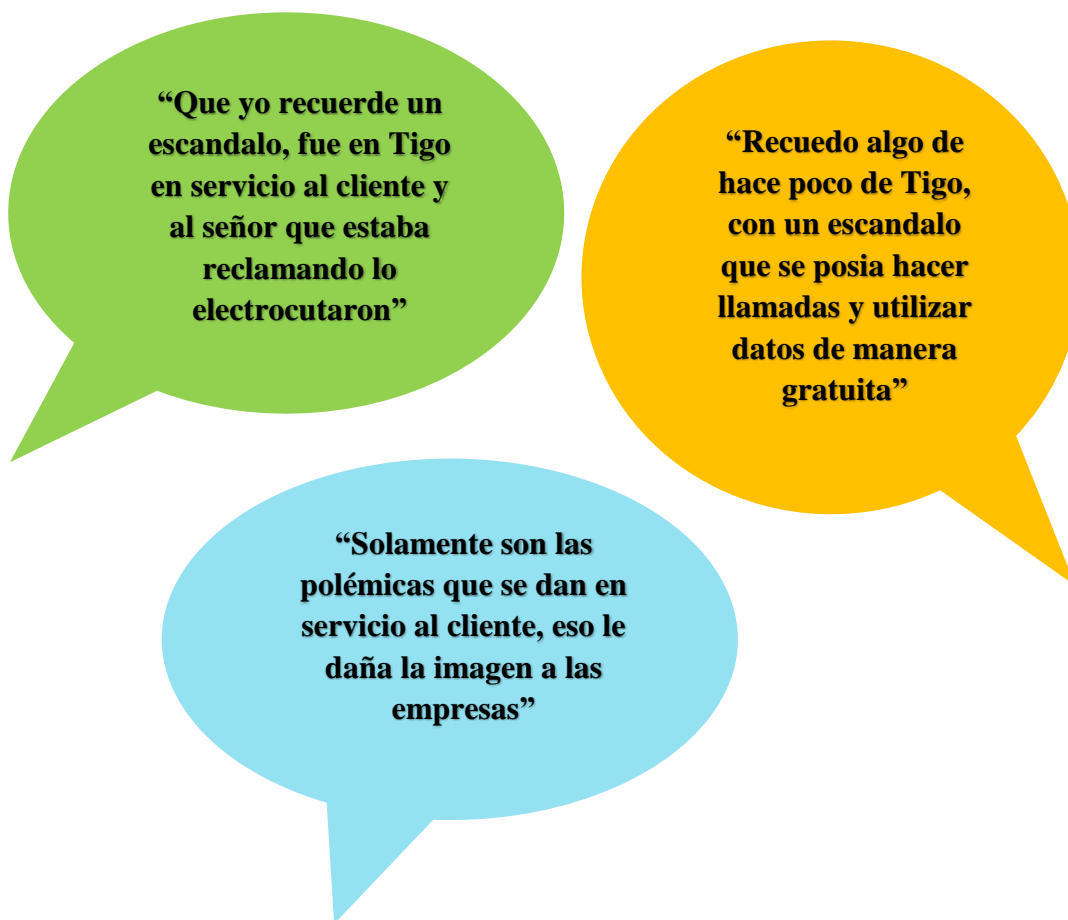 “Que yo recuerde un
escandalo, fue en Tigo
en servicio al cliente y
al señor que estaba
reclamando lo
electrocutaron”
“Recuedo algo de
hace poco de Tigo,
con un escandalo
que se posia hacer
llamadas y utilizar
datos de manera
gratuita”
“Solamente son las
polémicas que se dan en
servicio al cliente, eso le
daña la imagen a las
empresas”